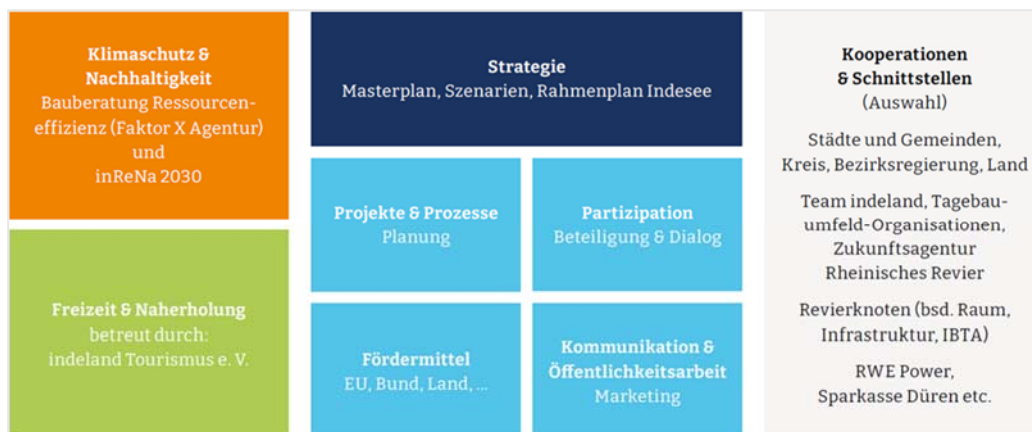 Klimaschutz &
Nachhaltigkeit
Bauberatung Ressourcen-
effizienz (Faktor X Agentur)
und
inReNa 2030
Freizeit & Naherholung
betreut durch:
indeland Tourismus e. V.
Strategie
Masterplan, Szenarien, Rahmenplan Indesee
Projekte & Prozesse
Planung
Partizipation
Beteiligung & Dialog
Fördermittel
EU, Bund, Land, ...
Kommunikation &
Öffentlichkeitsarbeit
Marketing
Kooperationen
& Schnittstellen
(Auswahl)
Städte und Gemeinden,
Kreis, Bezirksregierung, Land
Team indeland, Tagebau-
umfeld-Organisationen,
Zukunftsagentur
Rheinisches Revier
Revierknoten (bsd. Raum,
Infrastruktur, IBTA)
RWE Power,
Sparkasse Düren etc.